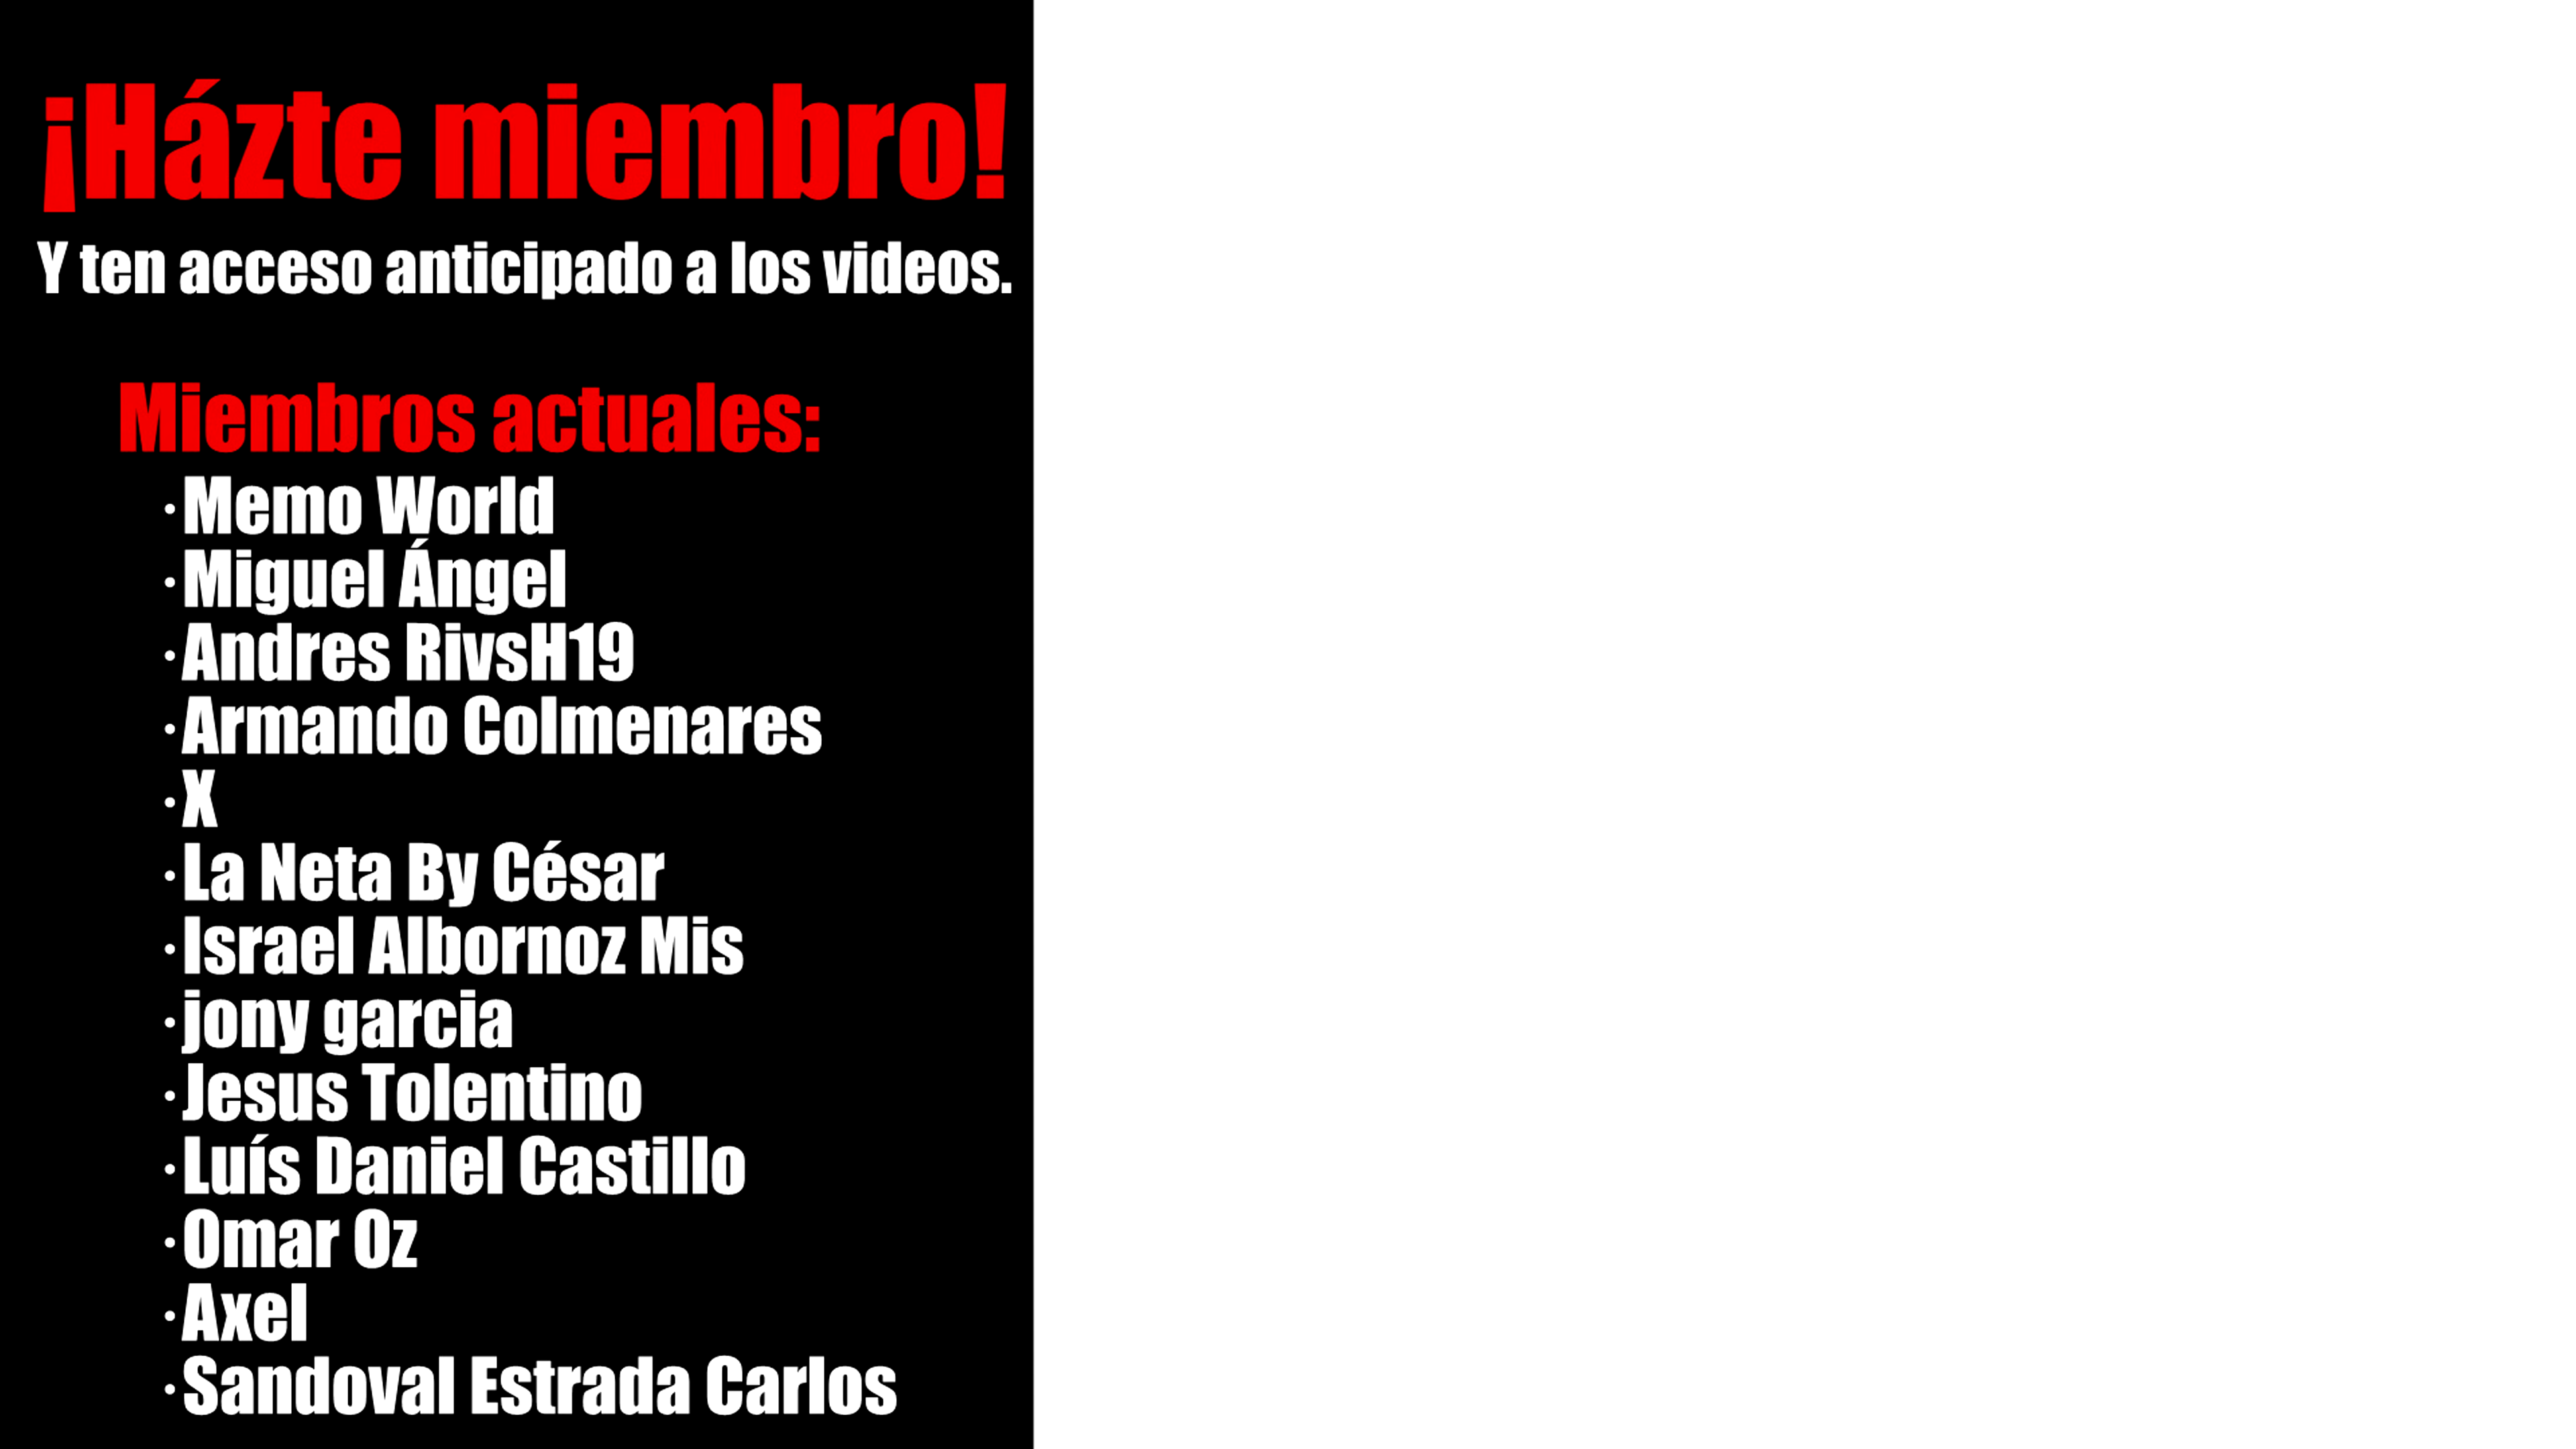 ¡Házte miembro!
Y ten acceso anticipado a los videos.
Miembros actuales:
·Memo World
·Miguel Ángel
·Andres RivsH19
·Armando Colmenares
·X
·La Neta By César
·Israel Albornoz Mis
·jony garcia
·Jesus Tolentino
·Luís Daniel Castillo
·Omar Oz
·Axel
·Sandoval Estrada Carlos